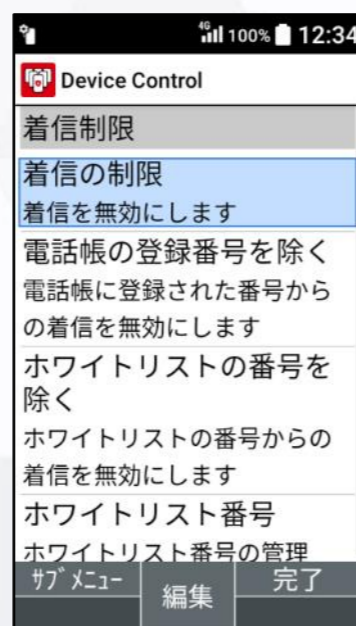 4G 100% 12:34
Device Control
着信制限
着信の制限
着信を無効にします
電話帳の登録番号を除く
電話帳に登録された番号から
の着信を無効にします
ホワイトリストの番号を
除く
ホワイトリストの番号からの
着信を無効にします
ホワイトリスト番号
ホワイトリスト番号の管理
ｻﾌﾞﾒﾆｭｰ 編集 完了